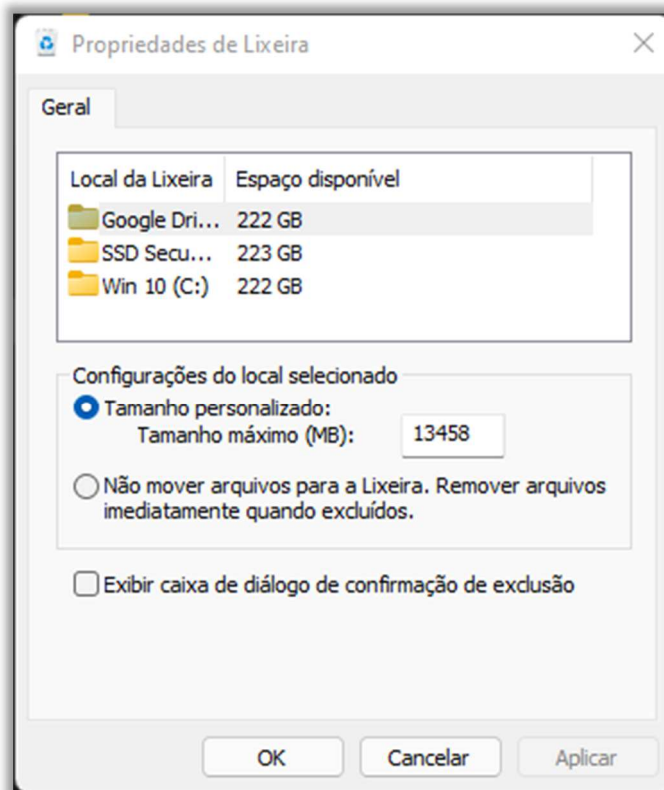 Propriedades de Lixeira
Geral
Local da Lixeira Espaço disponível
Google Dri... 222 GB
SSD Secu... 223 GB
Win 10 (C:) 222 GB
Configurações do local selecionado
Tamanho personalizado:
Tamanho máximo (MB): 13458
Não mover arquivos para a Lixeira. Remover arquivos
imediatamente quando excluídos.
Exibir caixa de diálogo de confirmação de exclusão
OK Cancelar Aplicar